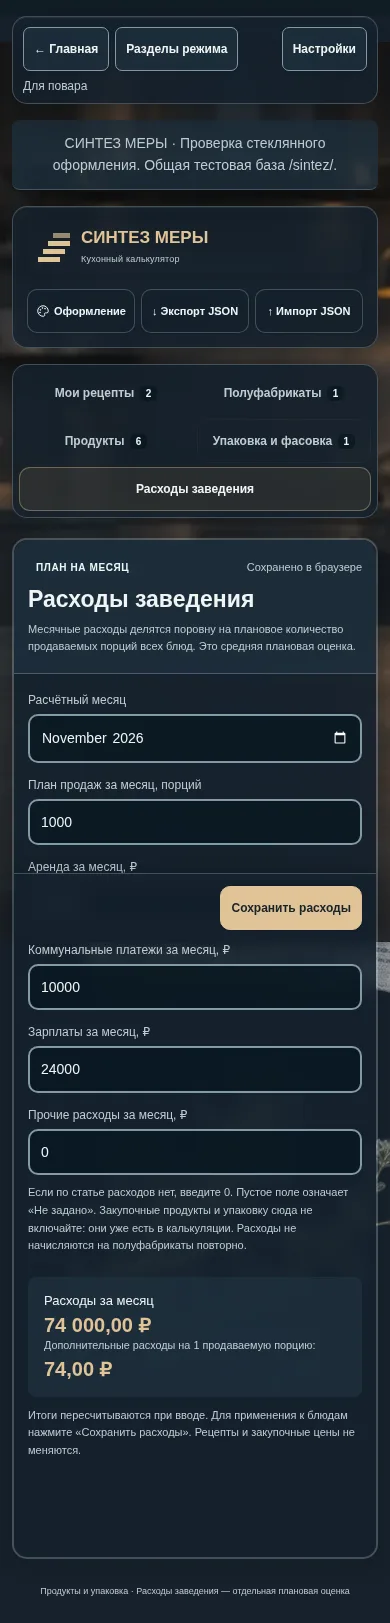 ← Главная
Разделы режима
Настройки
Для повара
СИНТЕЗ МЕРЫ · Проверка стеклянного
оформления. Общая тестовая база /sintez/.
СИНТЕЗ МЕРЫ
Кухонный калькулятор
Оформление
↓ Экспорт JSON
↑ Импорт JSON
Мои рецепты 2
Полуфабрикаты 1
Продукты 6
Упаковка и фасовка 1
Расходы заведения
ПЛАН НА МЕСЯЦ
Сохранено в браузере
Расходы заведения
Месячные расходы делятся поровну на плановое количество
продаваемых порций всех блюд. Это средняя плановая оценка.
Расчётный месяц
November 2026
План продаж за месяц, порций
1000
Аренда за месяц, ₽
Сохранить расходы
Коммунальные платежи за месяц, ₽
10000
Зарплаты за месяц, ₽
24000
Прочие расходы за месяц, ₽
0
Если по статье расходов нет, введите 0. Пустое поле означает
«Не задано». Закупочные продукты и упаковку сюда не
включайте: они уже есть в калькуляции. Расходы не
начисляются на полуфабрикаты повторно.
Расходы за месяц
74 000,00 ₽
Дополнительные расходы на 1 продаваемую порцию:
74,00 ₽
Итоги пересчитываются при вводе. Для применения к блюдам
нажмите «Сохранить расходы». Рецепты и закупочные цены не
меняются.
Продукты и упаковка · Расходы заведения — отдельная плановая оценка